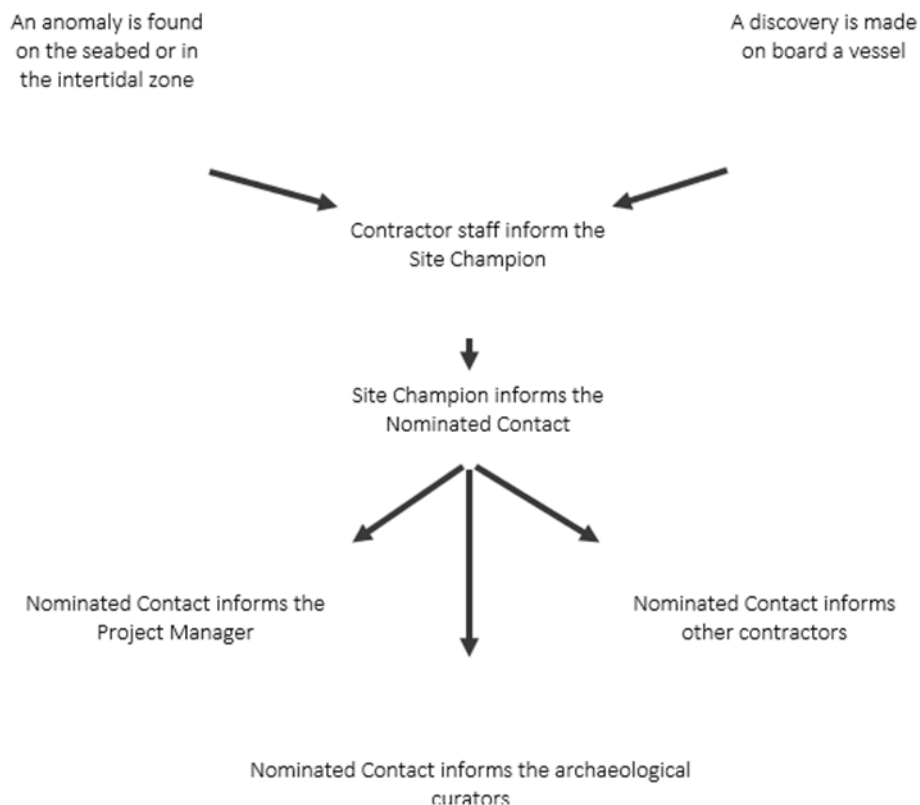 An anomaly is found
on the seabed or in
the intertidal zone
A discovery is made
on board a vessel
Contractor staff inform the
Site Champion
Site Champion informs the
Nominated Contact
Nominated Contact informs the
Project Manager
Nominated Contact informs
other contractors
Nominated Contact informs the archaeological
curators